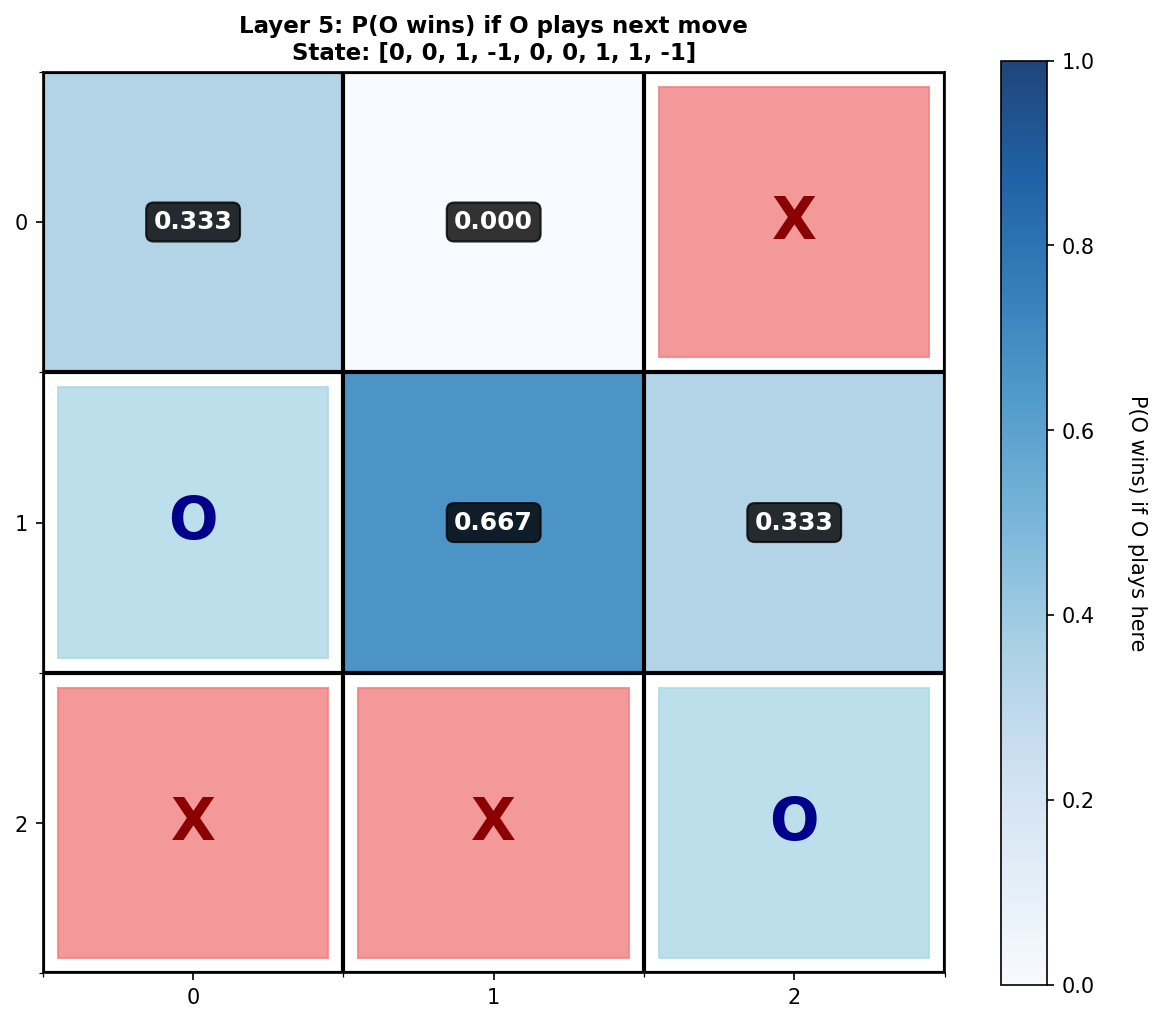 Layer 5: P(O wins) if O plays next move
State: [0, 0, 1, -1, 0, 0, 1, 1, -1]
0
0.333
0.000
X
1
O
0.667
0.333
2
X
X
O
0
1
2
1.0
0.8
0.6
0.4
0.2
0.0
P(O wins) if O plays here